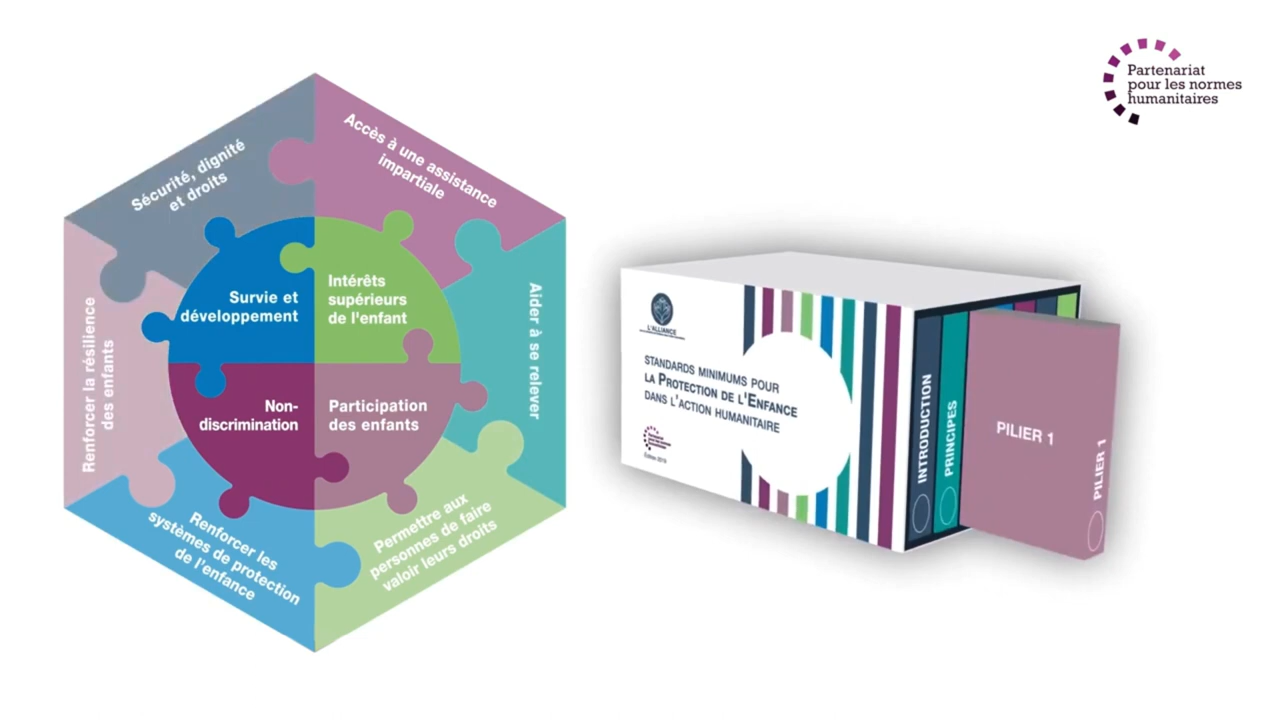 Partenariat
pour les normes
humanitaires
Sécurité, dignité
et droits
Accès à une assistance
impartiale
Aider à se relever
Permettre aux
personnes de faire
valoir leurs droits
Renforcer les
systèmes de protection
de l'enfance
Renforcer la résilience
des enfants
Survie et
développement
Intérêts
supérieurs
de l'enfant
Non-
discrimination
Participation
des enfants
L'ALLIANCE
STANDARDS MINIMUMS POUR
LA PROTECTION DE L'ENFANCE
DANS L'ACTION HUMANITAIRE
Édition 2019
INTRODUCTION
PRINCIPES
PILIER 1
PILIER 1